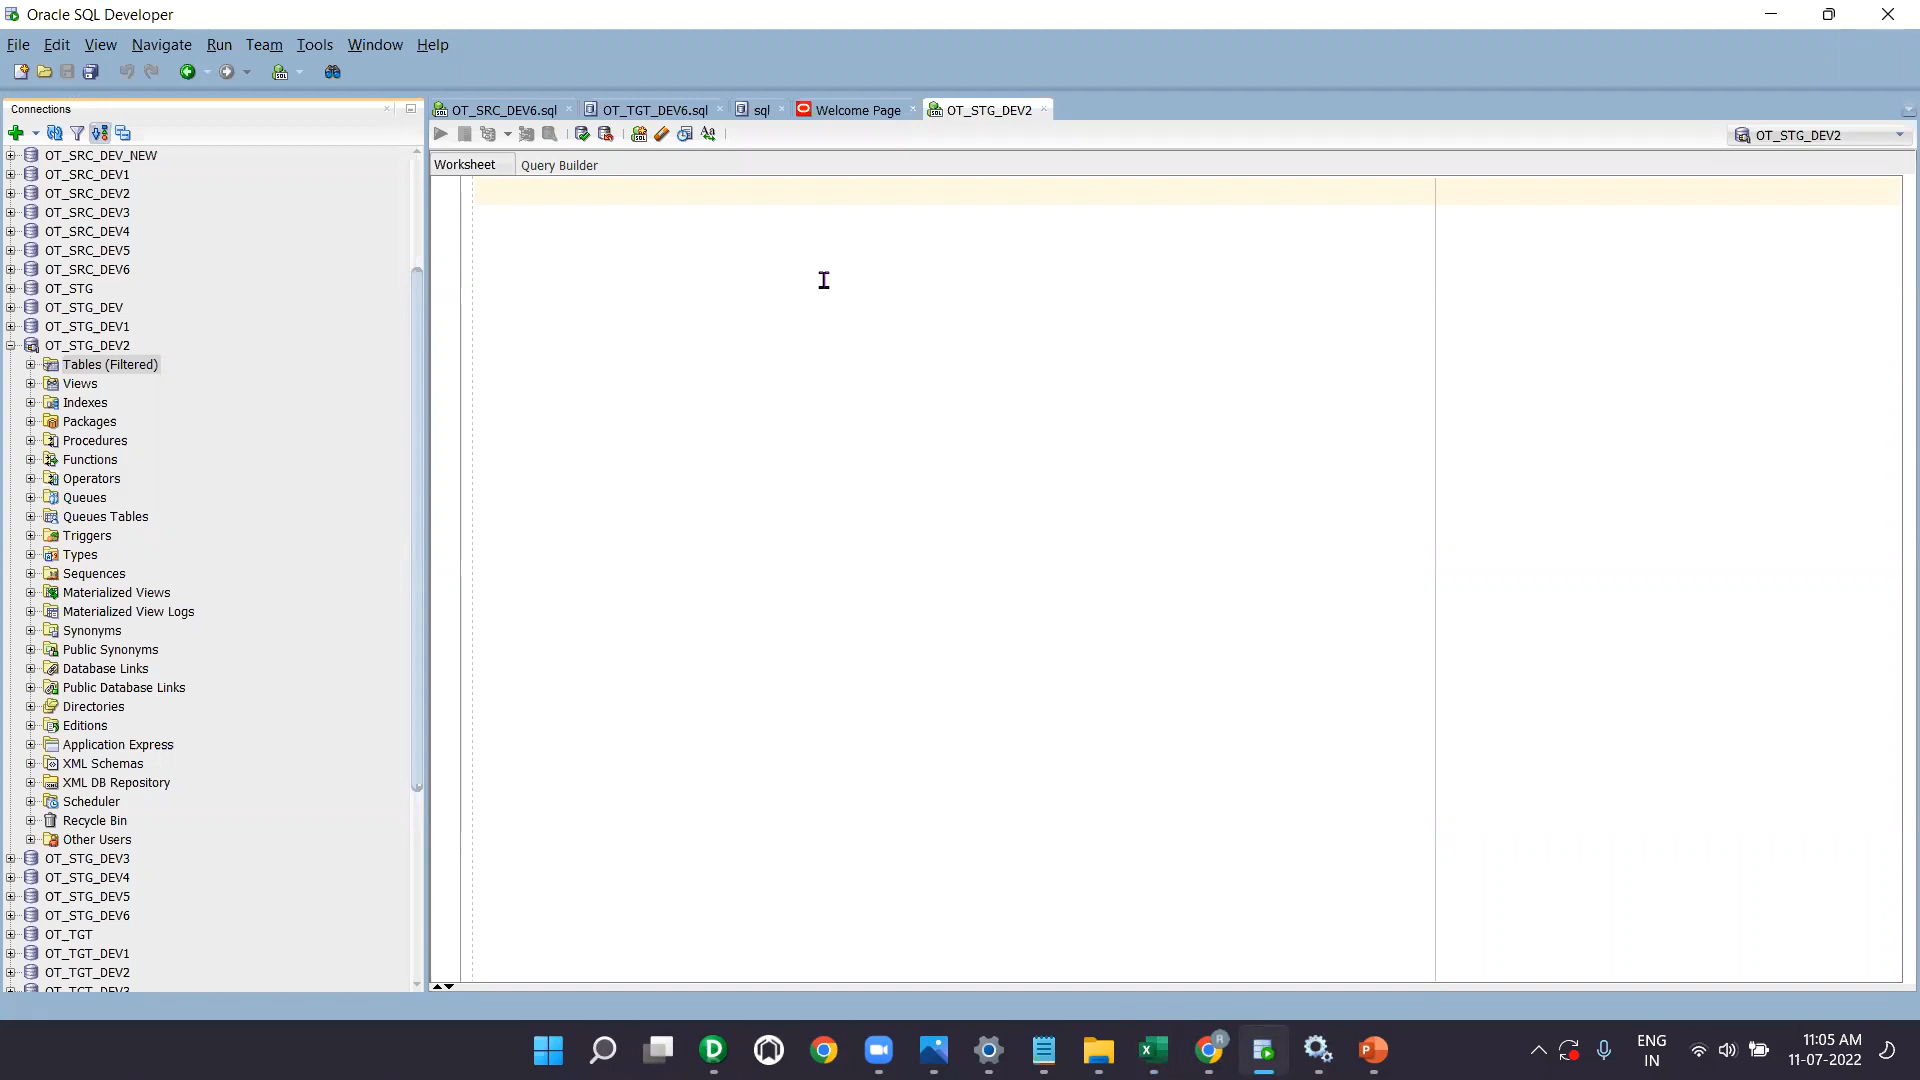 Oracle SQL Developer
File Edit View Navigate Run Team Tools Window Help
Connections
OT_SRC_DEV_NEW
OT_SRC_DEV1
OT_SRC_DEV2
OT_SRC_DEV3
OT_SRC_DEV4
OT_SRC_DEV5
OT_SRC_DEV6
OT_STG
OT_STG_DEV
OT_STG_DEV1
OT_STG_DEV2
Tables (Filtered)
Views
Indexes
Packages
Procedures
Functions
Operators
Queues
Queues Tables
Triggers
Types
Sequences
Materialized Views
Materialized View Logs
Synonyms
Public Synonyms
Database Links
Public Database Links
Directories
Editions
Application Express
XML Schemas
XML DB Repository
Scheduler
Recycle Bin
Other Users
OT_STG_DEV3
OT_STG_DEV4
OT_STG_DEV5
OT_STG_DEV6
OT_TGT
OT_TGT_DEV1
OT_TGT_DEV2
OT_TGT_DEV3
OT_SRC_DEV6.sql OT_TGT_DEV6.sql sql Welcome Page OT_STG_DEV2
OT_STG_DEV2
Worksheet Query Builder
ENG
IN
11:05 AM
11-07-2022